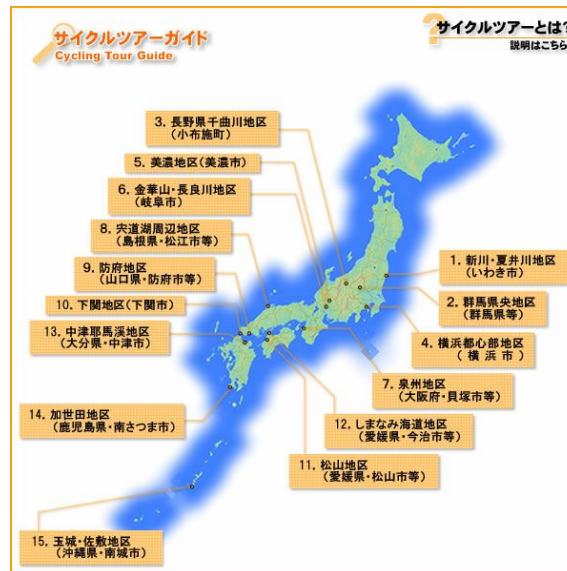 サイクルツアーガイド
Cycling Tour Guide
サイクルツアーとは?
説明はこちら
3. 長野県千曲川地区
(小布施町)
5. 美濃地区(美濃市)
6. 金華山・長良川地区
(岐阜市)
8. 宍道湖周辺地区
(島根県・松江市等)
9. 防府地区
(山口県・防府市等)
10. 下関地区(下関市)
13. 中津耶馬溪地区
(大分県・中津市)
1. 新川・夏井川地区
(いわき市)
2. 群馬県央地区
(群馬県等)
4. 横浜都心部地区
(横浜市)
7. 泉州地区
(大阪府・貝塚市等)
12. しまなみ海道地区
(愛媛県・今治市等)
11. 松山地区
(愛媛県・松山市等)
14. 加世田地区
(鹿児島県・南さつま市)
15. 玉城・佐敷地区
(沖縄県・南城市)